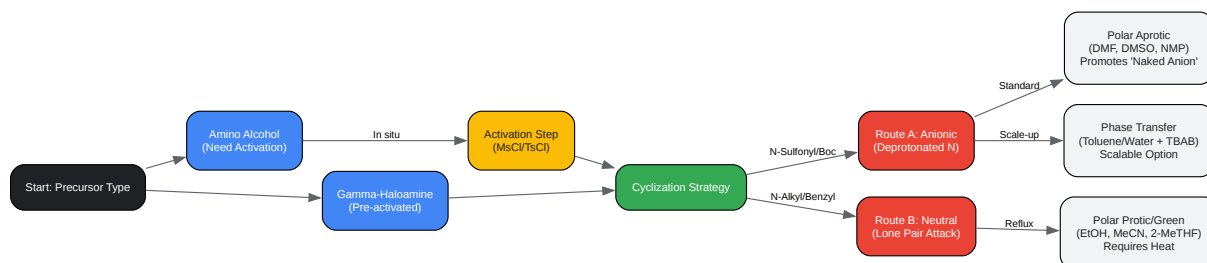 Start: Precursor Type
Amino Alcohol
(Need Activation)
In situ
Gamma-Haloamine
(Pre-activated)
Activation Step
(MsCl/TsCl)
Cyclization Strategy
N-Sulfonyl/Boc
N-Alkyl/Benzyl
Route A: Anionic
(Deprotonated N)
Route B: Neutral
(Lone Pair Attack)
Standard
Scale-up
Reflux
Polar Aprotic
(DMF, DMSO, NMP)
Promotes 'Naked Anion'
Phase Transfer
(Toluene/Water + TBAB)
Scalable Option
Polar Protic/Green
(EtOH, MeCN, 2-MeTHF)
Requires Heat